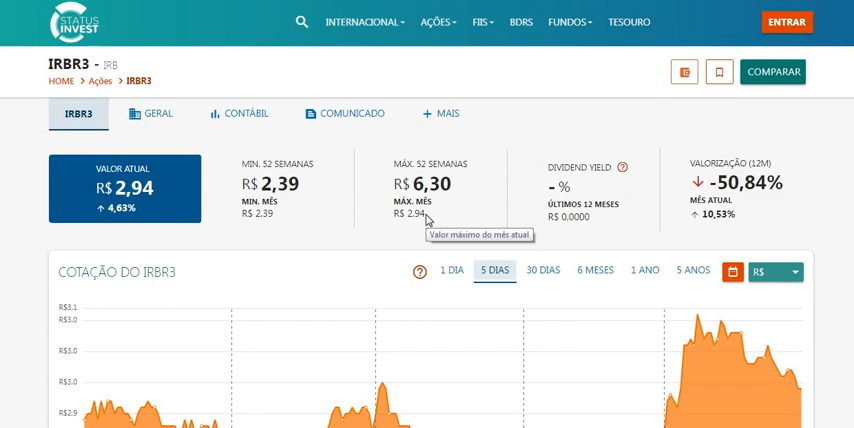 STATUS
INVEST
INTERNACIONAL
AÇÕES
FIIS
BDRS
FUNDOS
TESOURO
ENTRAR
IRBR3 - IRB
HOME > Ações > IRBR3
COMPARAR
IRBR3
GERAL
CONTÁBIL
COMUNICADO
+ MAIS
VALOR ATUAL
R$ 2,94
↑ 4,63%
MIN. 52 SEMANAS
R$ 2,39
MIN. MÊS
R$ 2,39
MÁX. 52 SEMANAS
R$ 6,30
MÁX. MÊS
R$ 2,94
Valor máximo do mês atual
DIVIDEND YIELD ?
- %
ÚLTIMOS 12 MESES
R$ 0,0000
VALORIZAÇÃO (12M)
↓ -50,84%
MÊS ATUAL
↑ 10,53%
COTAÇÃO DO IRBR3
?
1 DIA
5 DIAS
30 DIAS
6 MESES
1 ANO
5 ANOS
R$
R$3,1
R$3,0
R$3,0
R$3,0
R$2,9